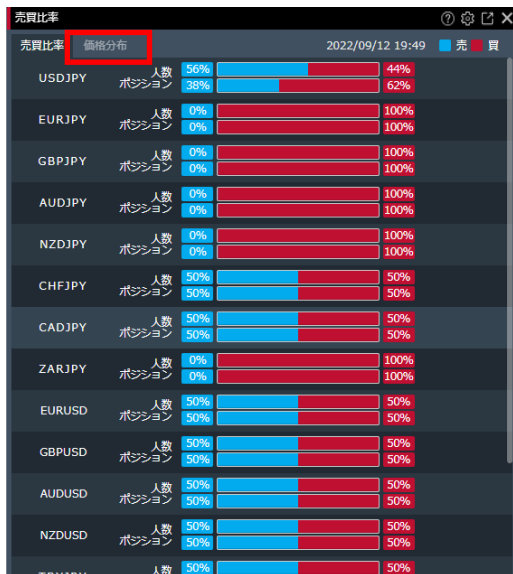 売買比率
売買比率 価格分布 2022/09/12 19:49 売 買
USDJPY 人数 56% 44%
ポジション 38% 62%
EURJPY 人数 0% 100%
ポジション 0% 100%
GBPJPY 人数 0% 100%
ポジション 0% 100%
AUDJPY 人数 0% 100%
ポジション 0% 100%
NZDJPY 人数 0% 100%
ポジション 0% 100%
CHFJPY 人数 50% 50%
ポジション 50% 50%
CADJPY 人数 50% 50%
ポジション 50% 50%
ZARJPY 人数 0% 100%
ポジション 0% 100%
EURUSD 人数 50% 50%
ポジション 50% 50%
GBPUSD 人数 50% 50%
ポジション 50% 50%
AUDUSD 人数 50% 50%
ポジション 50% 50%
NZDUSD 人数 50% 50%
ポジション 50% 50%
人数 50% 50%